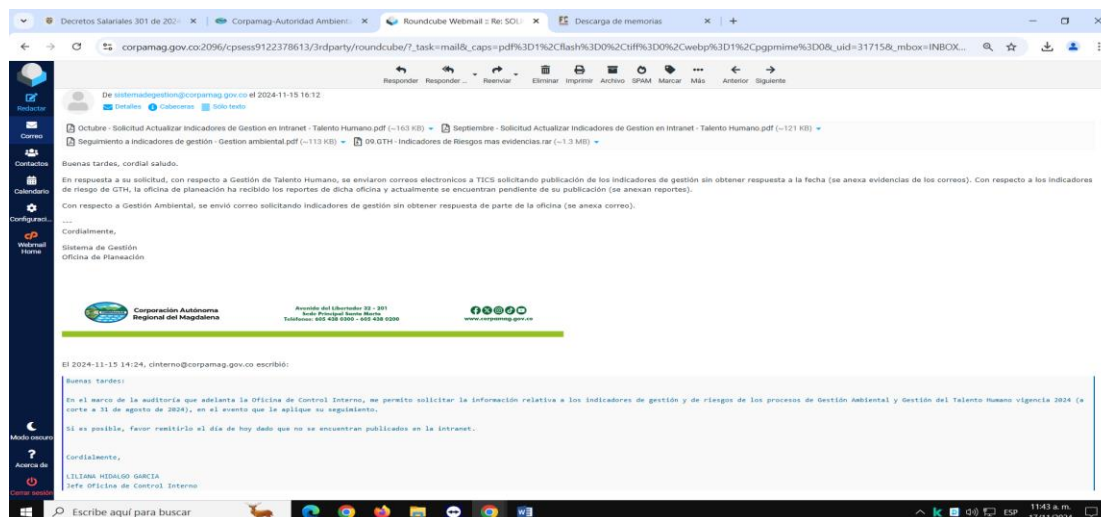 Decretos Salariales 301 de 2024
Corpamag-Autoridad Ambienta
Roundcube Webmail :: Re: SOLI
Descarga de memorias
corpamag.gov.co:2096/cpsess9122378613/3rdparty/roundcube/?_task=mail&_caps=pdf%3D1%2Cflash%3D0%2Ctiff%3D0%2Cwebp%3D1%2Cpgpmime%3D0&_uid=31715&_mbox=INBOX...
Responder Responder ... Reenviar Eliminar Imprimir Archivo SPAM Marcar Más Anterior Siguiente
Redactar
Correo
Contactos
Calendario
Configuraci...
Webmail Home
Modo oscuro
Acerca de
Cerrar sesión
De sistemadegestion@corpamag.gov.co el 2024-11-15 16:12
Detalles Cabeceras Sólo texto
Octubre - Solicitud Actualizar Indicadores de Gestion en Intranet - Talento Humano.pdf (~163 KB) Septiembre - Solicitud Actualizar Indicadores de Gestion en Intranet - Talento Humano.pdf (~121 KB)
Seguimiento a indicadores de gestión - Gestion ambiental.pdf (~113 KB) 09.GTH - Indicadores de Riesgos mas evidencias.rar (~1.3 MB)
Buenas tardes, cordial saludo.
En respuesta a su solicitud, con respecto a Gestión de Talento Humano, se enviaron correos electronicos a TICS solicitando publicación de los indicadores de gestión sin obtener respuesta a la fecha (se anexa evidencias de los correos). Con respecto a los indicadores
de riesgo de GTH, la oficina de planeación ha recibido los reportes de dicha oficina y actualmente se encuentran pendiente de su publicación (se anexan reportes).
Con respecto a Gestión Ambiental, se envió correo solicitando indicadores de gestión sin obtener respuesta de parte de la oficina (se anexa correo).
---
Cordialmente,
Sistema de Gestión
Oficina de Planeación
Corporación Autónoma
Regional del Magdalena
Avenida del Libertador 32 - 201
Sede Principal Santa Marta
Teléfonos: 605 438 0300 - 605 438 0200
www.corpamag.gov.co
El 2024-11-15 14:24, cinterno@corpamag.gov.co escribió:
Buenas tardes:
En el marco de la auditoría que adelanta la Oficina de Control Interno, me permito solicitar la información relativa a los indicadores de gestión y de riesgos de los procesos de Gestión Ambiental y Gestión del Talento Humano vigencia 2024 (a
corte a 31 de agosto de 2024), en el evento que le aplique su seguimiento.
Si es posible, favor remitirlo el día de hoy dado que no se encuentran publicados en la intranet.
Cordialmente,
LILIANA HIDALGO GARCIA
Jefe Oficina de Control Interno
Escribe aquí para buscar
ESP
11:43 a. m.
17/11/2024